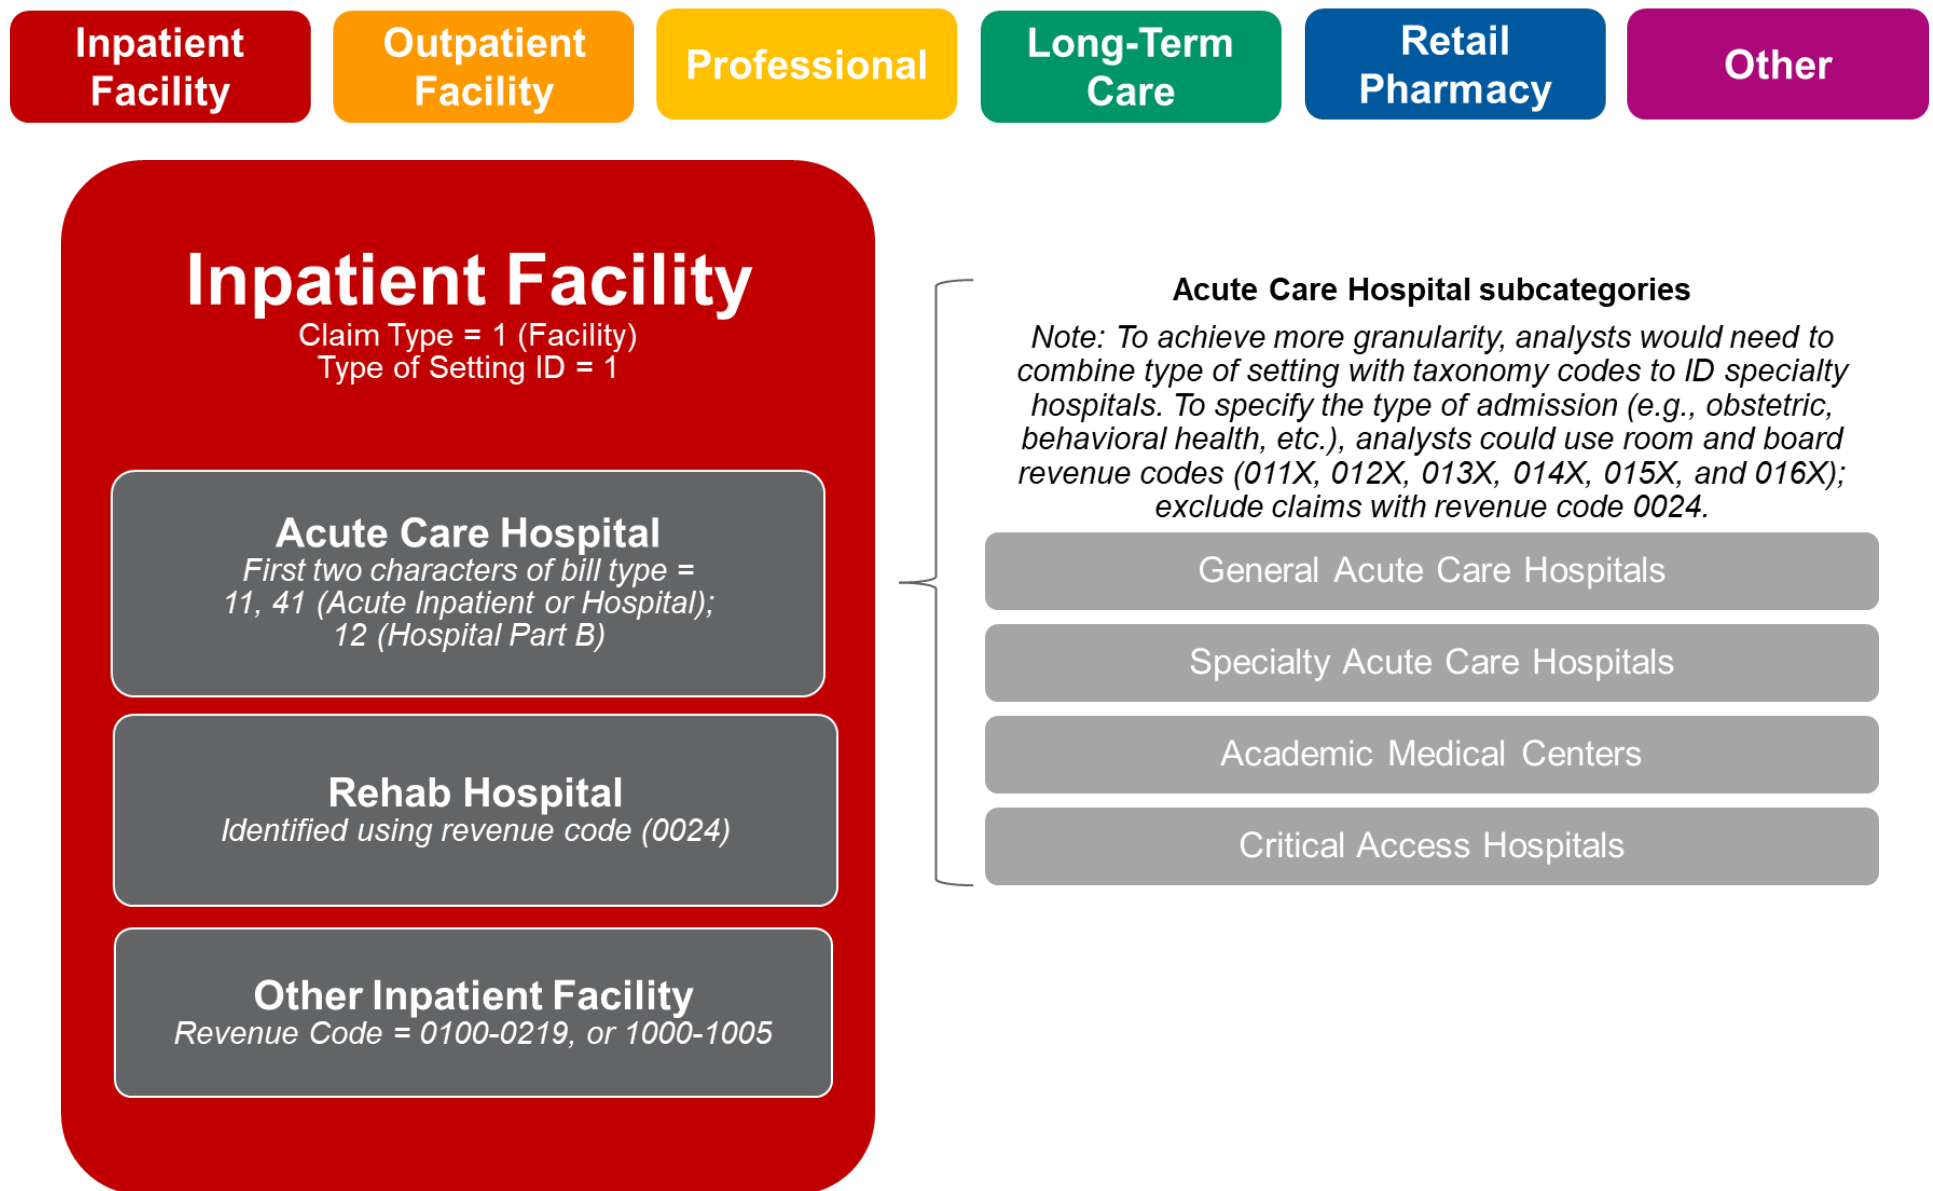 Inpatient
Facility
Outpatient
Facility
Professional
Long-Term
Care
Retail
Pharmacy
Other
Inpatient Facility
Claim Type = 1 (Facility)
Type of Setting ID = 1
Acute Care Hospital
First two characters of bill type =
11, 41 (Acute Inpatient or Hospital);
12 (Hospital Part B)
Rehab Hospital
Identified using revenue code (0024)
Other Inpatient Facility
Revenue Code = 0100-0219, or 1000-1005
Acute Care Hospital subcategories
Note: To achieve more granularity, analysts would need to
combine type of setting with taxonomy codes to ID specialty
hospitals. To specify the type of admission (e.g., obstetric,
behavioral health, etc.), analysts could use room and board
revenue codes (011X, 012X, 013X, 014X, 015X, and 016X);
exclude claims with revenue code 0024.
General Acute Care Hospitals
Specialty Acute Care Hospitals
Academic Medical Centers
Critical Access Hospitals